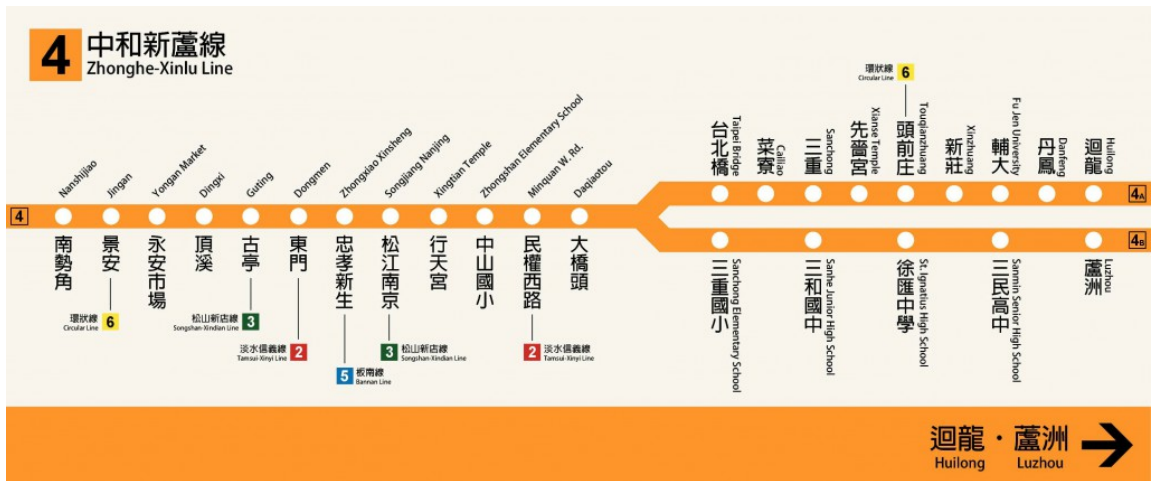 4
中和新蘆線
Zhonghe-Xinlu Line
環狀線
Circular Line
6
Nanshijiao
Jingan
Yongan Market
Dingxi
Guting
Dongmen
Zhongxiao Xinsheng
Songjiang Nanjing
Xingtian Temple
Zhongshan Elementary School
Minquan W. Rd.
Daqiaotou
台北橋
Taipei Bridge
菜寮
Cailiao
三重
Sanchong
先嗇宮
Xianse Temple
頭前庄
Touqianzhuang
新莊
Xinzhuang
輔大
Fu Jen University
丹鳳
Danfeng
迴龍
Huilong
4A
4
4B
南勢角
景安
永安市場
頂溪
古亭
東門
忠孝新生
松江南京
行天宮
中山國小
民權西路
大橋頭
三重國小
Sanchong Elementary School
三和國中
Sanhe Junior High School
徐匯中學
St. Ignatius High School
三民高中
Sanmin Senior High School
蘆洲
Luzhou
環狀線
Circular Line
6
松山新店線
Songshan-Xindian Line
3
淡水信義線
Tamsui-Xinyi Line
2
5
板南線
Bannan Line
3
松山新店線
Songshan-Xindian Line
2
淡水信義線
Tamsui-Xinyi Line
迴龍・蘆洲
Huilong Luzhou